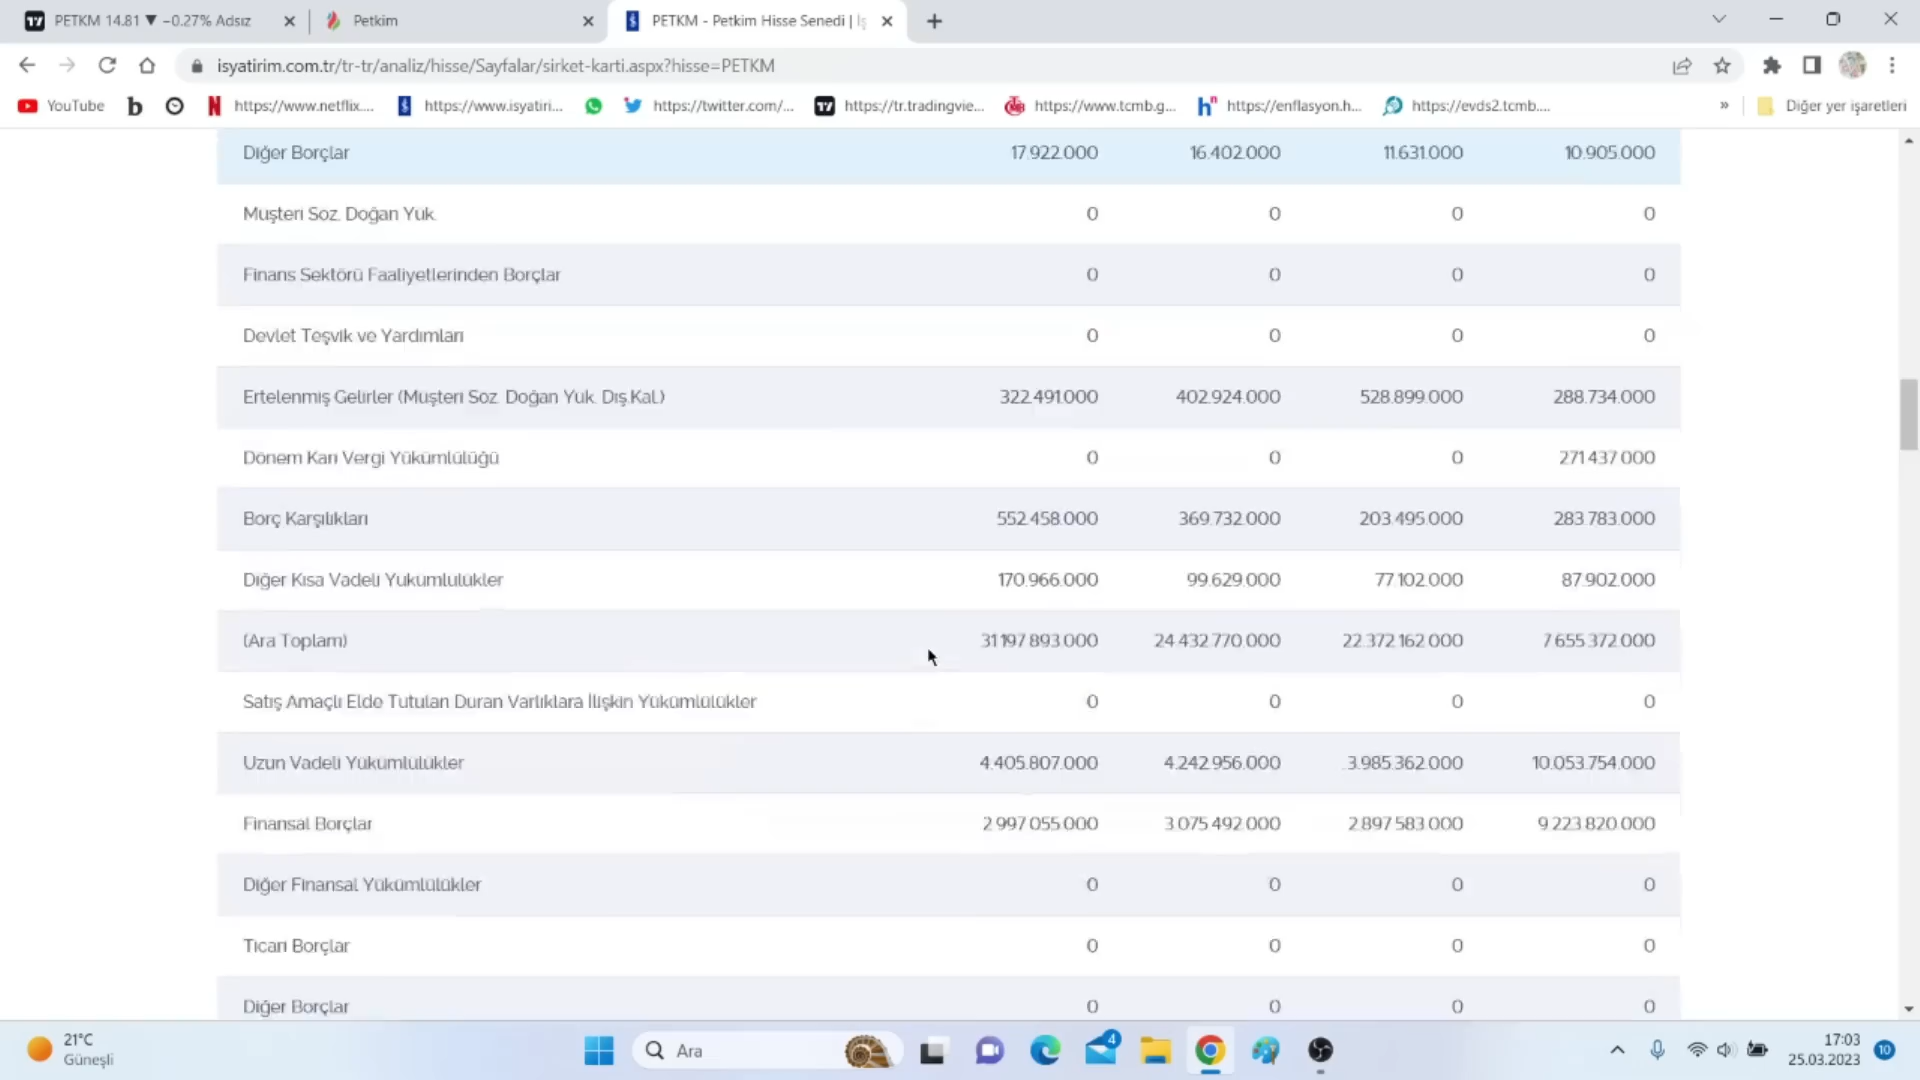 PETKM 14.81 ▼ −0.27% Adsız
Petkim
PETKM - Petkim Hisse Senedi | İş
isyatirim.com.tr/tr-tr/analiz/hisse/Sayfalar/sirket-karti.aspx?hisse=PETKM
YouTube https://www.netflix.... https://www.isyatiri... https://twitter.com/... https://tr.tradingvie... https://www.tcmb.g... https://enflasyon.h... https://evds2.tcmb.... » Diğer yer işaretleri
Diğer Borçlar 17.922.000 16.402.000 11.631.000 10.905.000
Müşteri Söz. Doğan Yük. 0 0 0 0
Finans Sektörü Faaliyetlerinden Borçlar 0 0 0 0
Devlet Teşvik ve Yardımları 0 0 0 0
Ertelenmiş Gelirler (Müşteri Söz. Doğan Yük. Dış.Kal.) 322.491.000 402.924.000 528.899.000 288.734.000
Dönem Karı Vergi Yükümlülüğü 0 0 0 271.437.000
Borç Karşılıkları 552.458.000 369.732.000 203.495.000 283.783.000
Diğer Kısa Vadeli Yükümlülükler 170.966.000 99.629.000 77.102.000 87.902.000
(Ara Toplam) 31.197.893.000 24.432.770.000 22.372.162.000 7.655.372.000
Satış Amaçlı Elde Tutulan Duran Varlıklara İlişkin Yükümlülükler 0 0 0 0
Uzun Vadeli Yükümlülükler 4.405.807.000 4.242.956.000 3.985.362.000 10.053.754.000
Finansal Borçlar 2.997.055.000 3.075.492.000 2.897.583.000 9.223.820.000
Diğer Finansal Yükümlülükler 0 0 0 0
Ticari Borçlar 0 0 0 0
Diğer Borçlar 0 0 0 0
21°C
Güneşli
Ara
4
17:03
25.03.2023
10